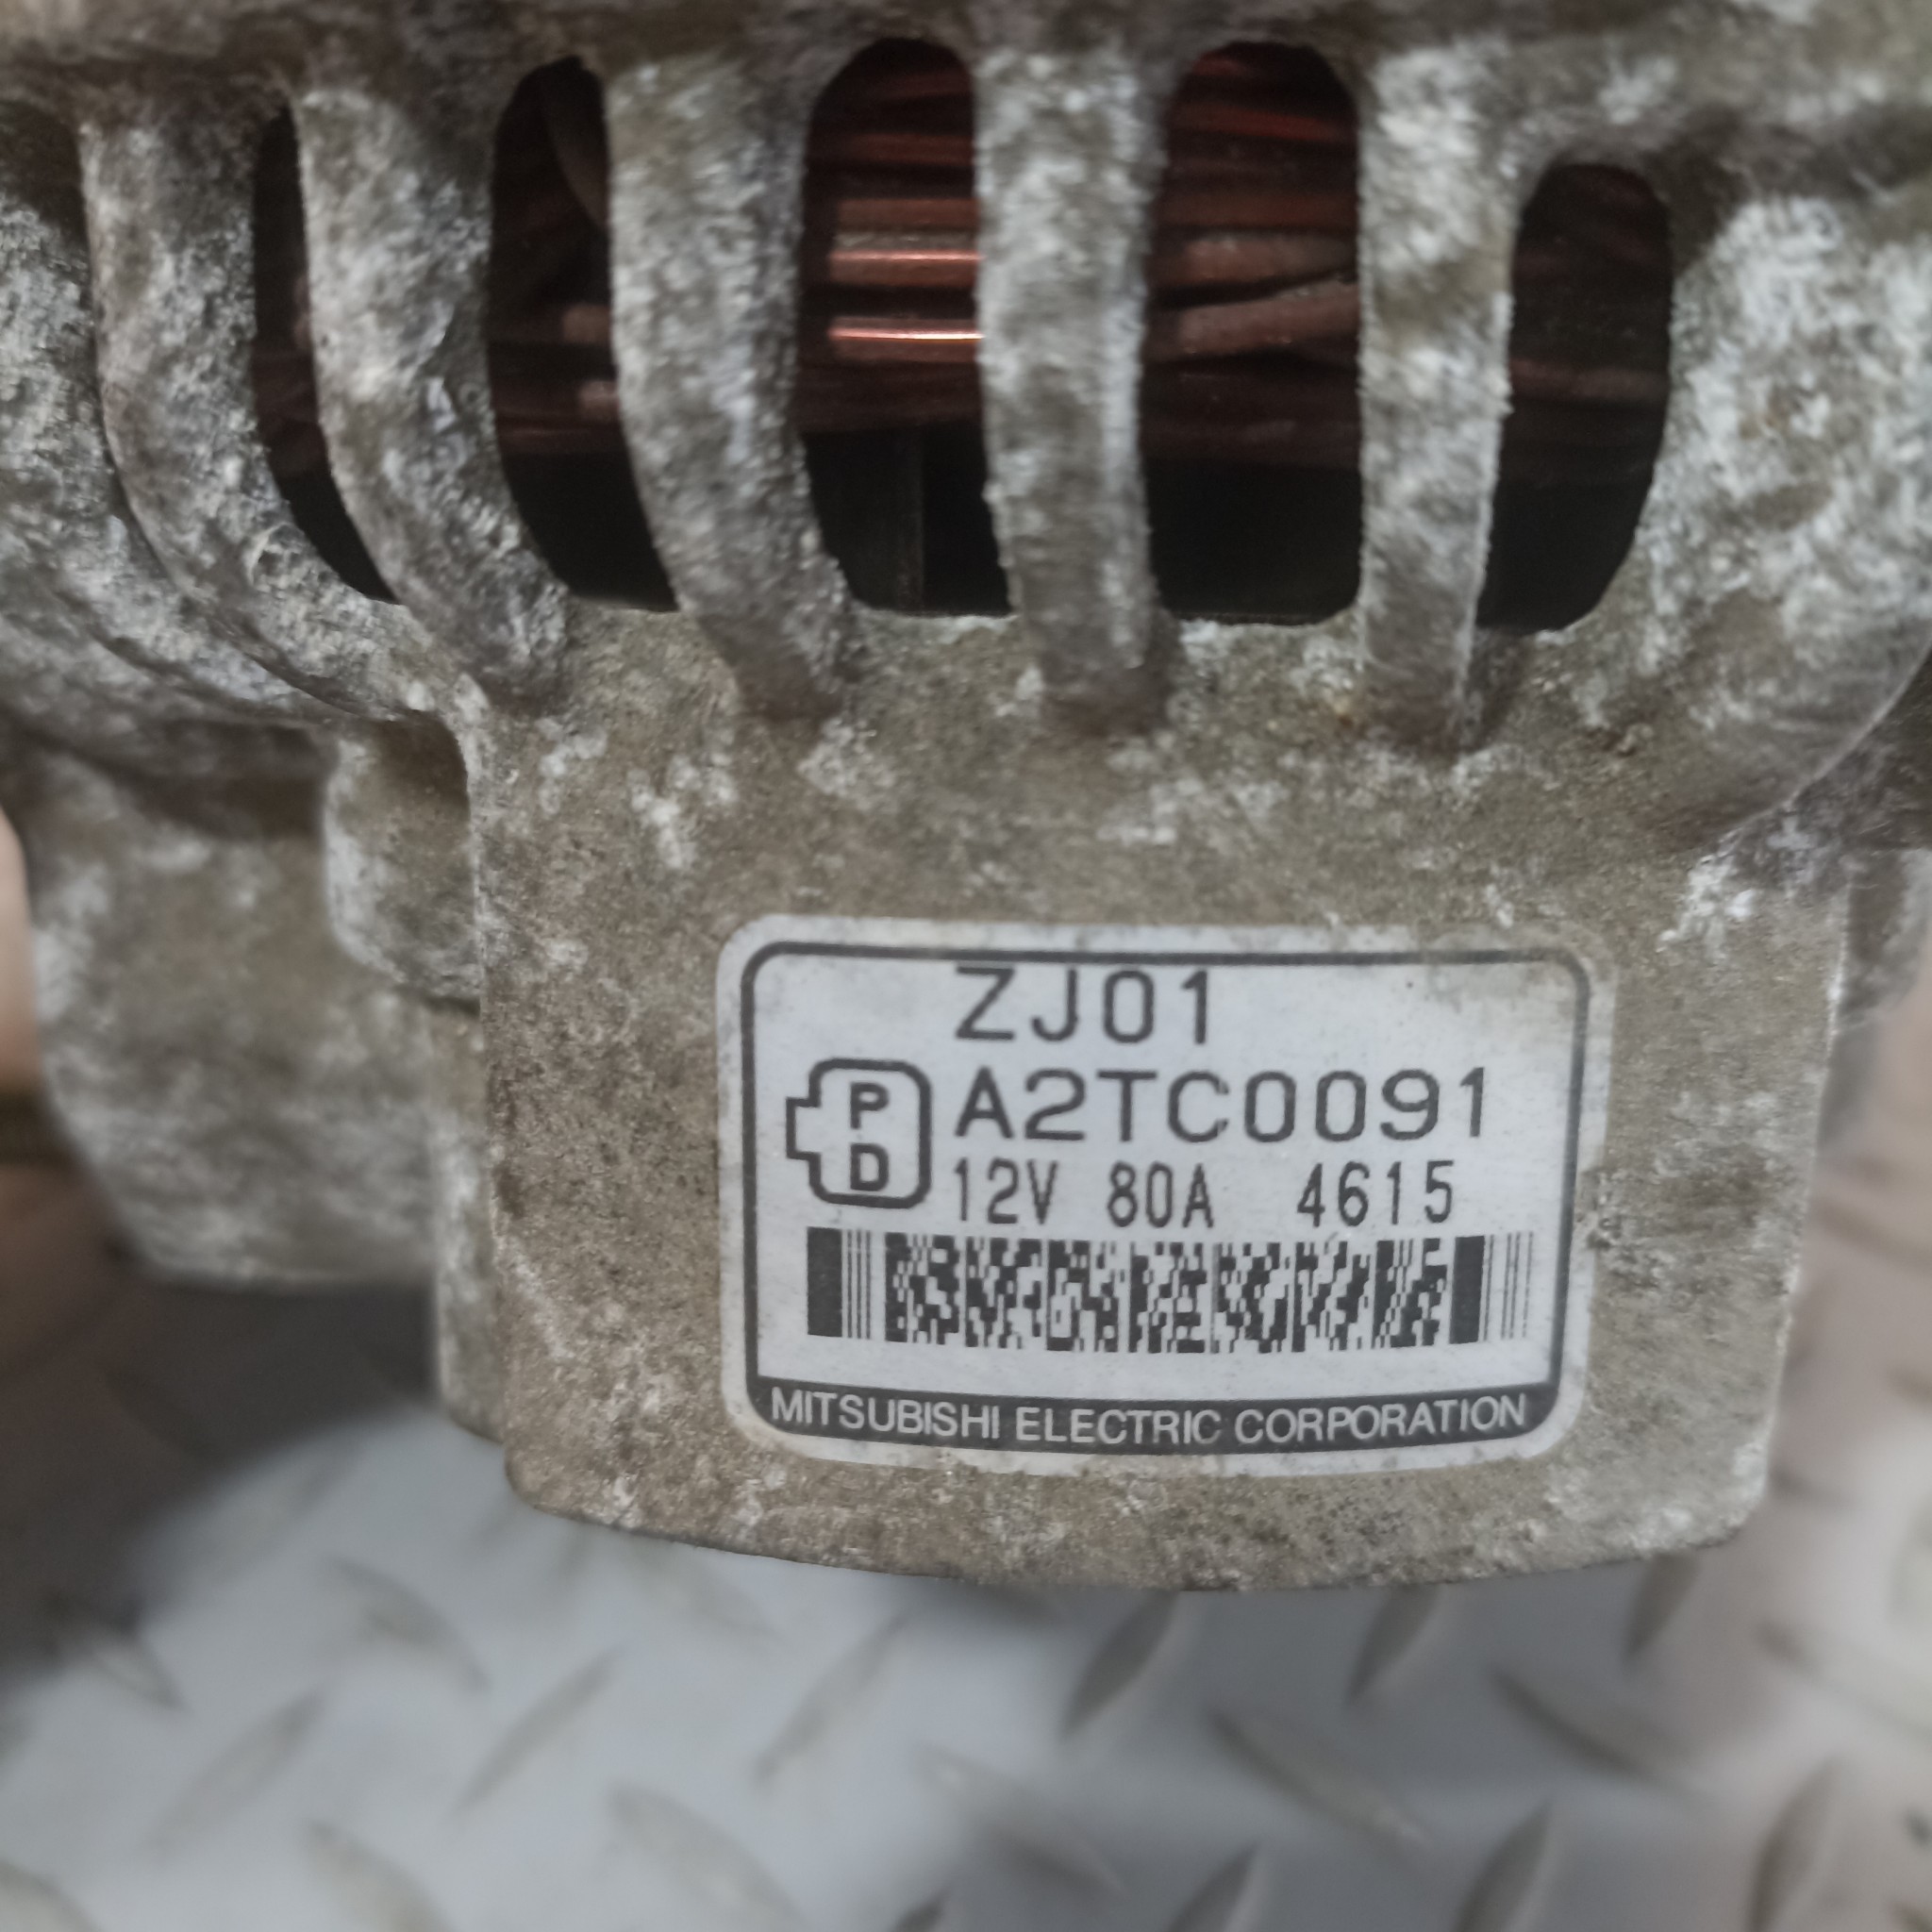 ZJ01
P
D
A2TC0091
12V 80A 4615
MITSUBISHI ELECTRIC CORPORATION